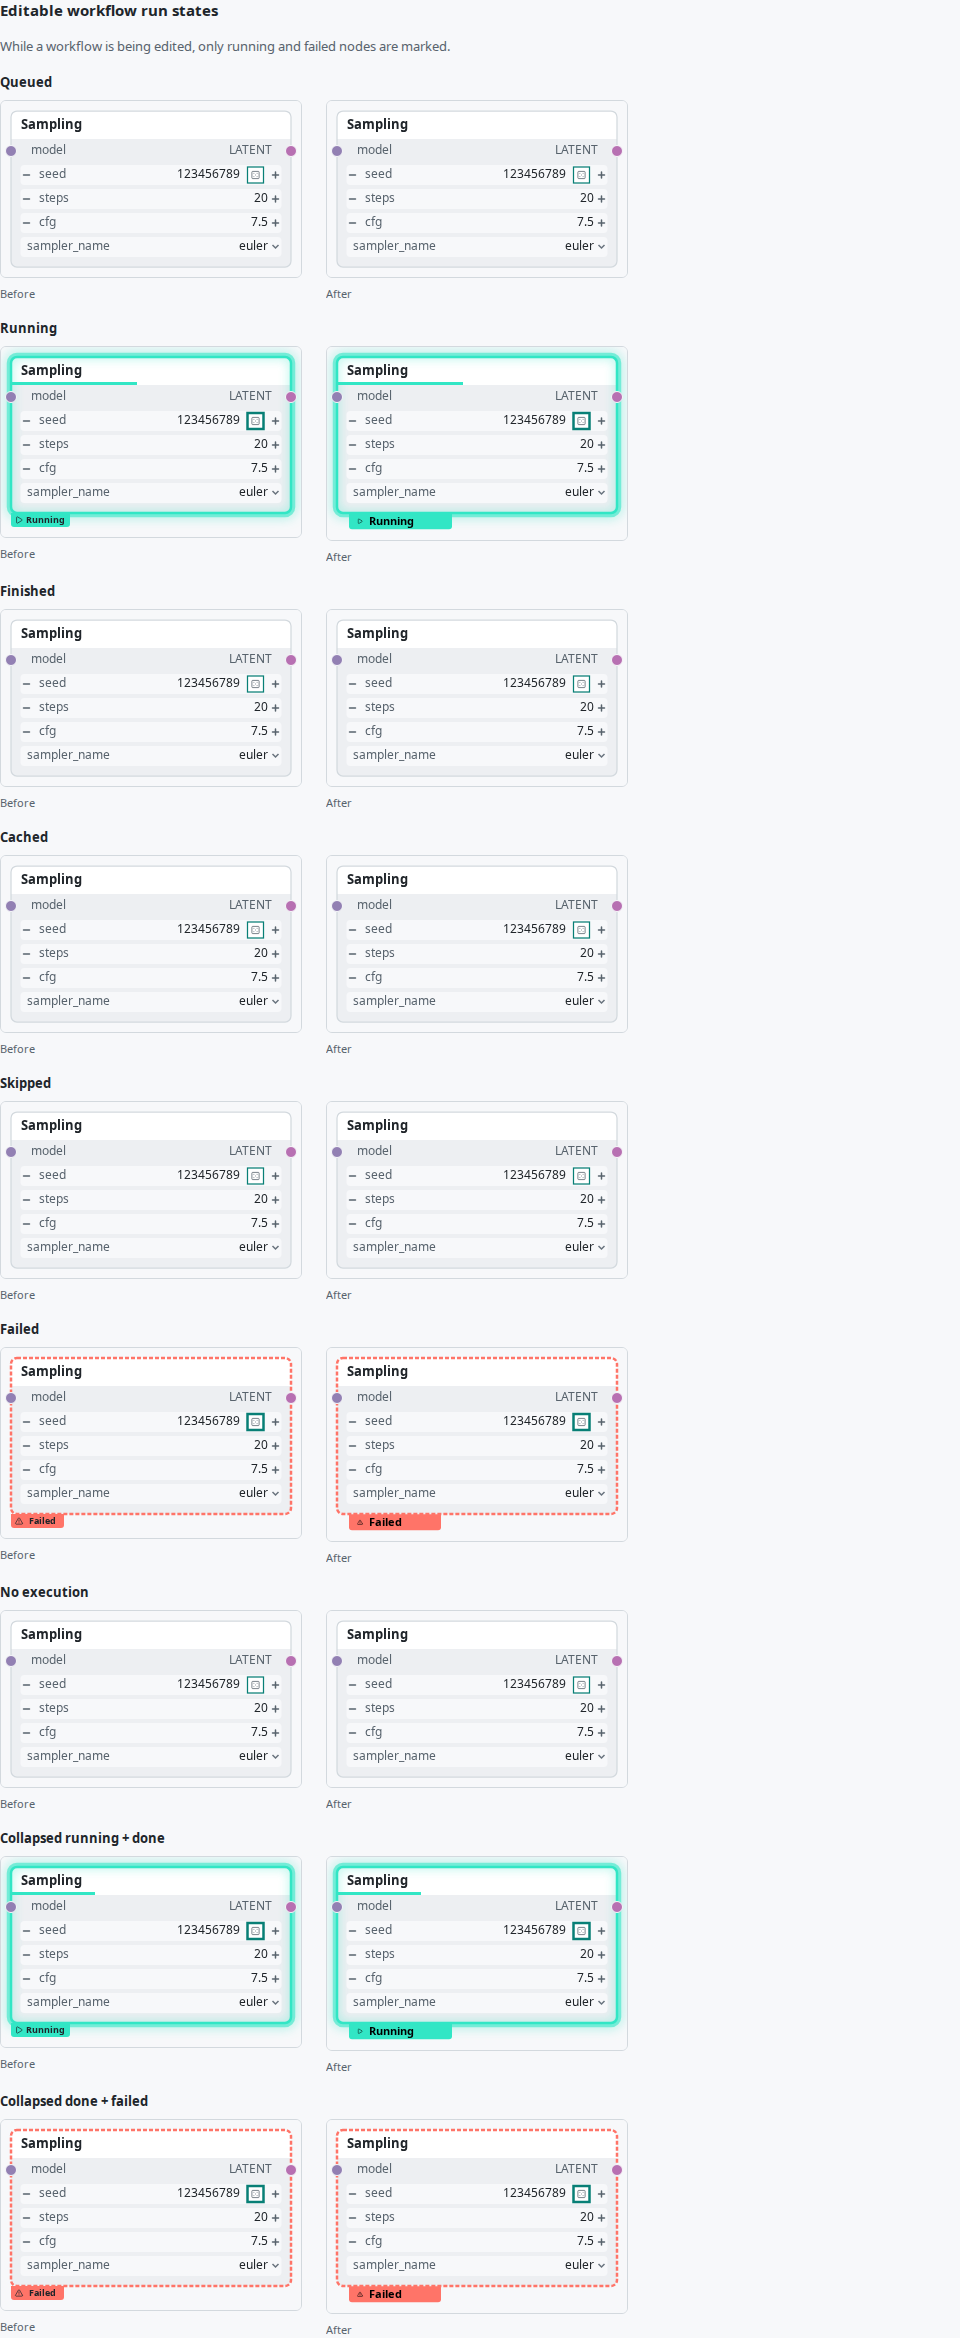 Editable workflow run states
While a workflow is being edited, only running and failed nodes are marked.
Queued
Sampling Sampling
model LATENT model LATENT
seed 123456789 seed 123456789
steps 20 steps 20
cfg 7.5 cfg 7.5
sampler_name euler sampler_name euler
Before After
Running
Sampling Sampling
model LATENT model LATENT
seed 123456789 seed 123456789
steps 20 steps 20
cfg 7.5 cfg 7.5
sampler_name euler sampler_name euler
Running Running
Before After
Finished
Sampling Sampling
model LATENT model LATENT
seed 123456789 seed 123456789
steps 20 steps 20
cfg 7.5 cfg 7.5
sampler_name euler sampler_name euler
Before After
Cached
Sampling Sampling
model LATENT model LATENT
seed 123456789 seed 123456789
steps 20 steps 20
cfg 7.5 cfg 7.5
sampler_name euler sampler_name euler
Before After
Skipped
Sampling Sampling
model LATENT model LATENT
seed 123456789 seed 123456789
steps 20 steps 20
cfg 7.5 cfg 7.5
sampler_name euler sampler_name euler
Before After
Failed
Sampling Sampling
model LATENT model LATENT
seed 123456789 seed 123456789
steps 20 steps 20
cfg 7.5 cfg 7.5
sampler_name euler sampler_name euler
Failed Failed
Before After
No execution
Sampling Sampling
model LATENT model LATENT
seed 123456789 seed 123456789
steps 20 steps 20
cfg 7.5 cfg 7.5
sampler_name euler sampler_name euler
Before After
Collapsed running + done
Sampling Sampling
model LATENT model LATENT
seed 123456789 seed 123456789
steps 20 steps 20
cfg 7.5 cfg 7.5
sampler_name euler sampler_name euler
Running Running
Before After
Collapsed done + failed
Sampling Sampling
model LATENT model LATENT
seed 123456789 seed 123456789
steps 20 steps 20
cfg 7.5 cfg 7.5
sampler_name euler sampler_name euler
Failed Failed
Before After